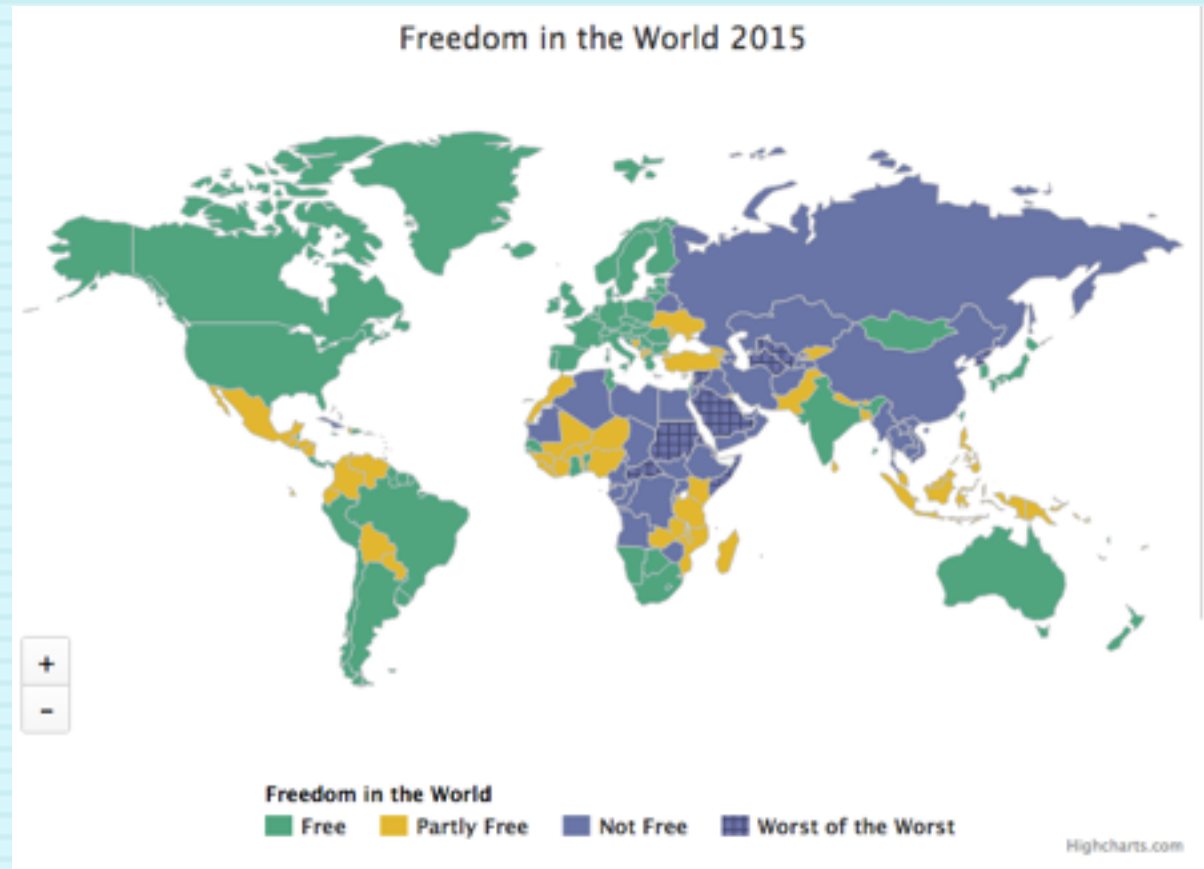 Freedom in the World 2015
+
-
Freedom in the World
Free Partly Free Not Free Worst of the Worst
Highcharts.com